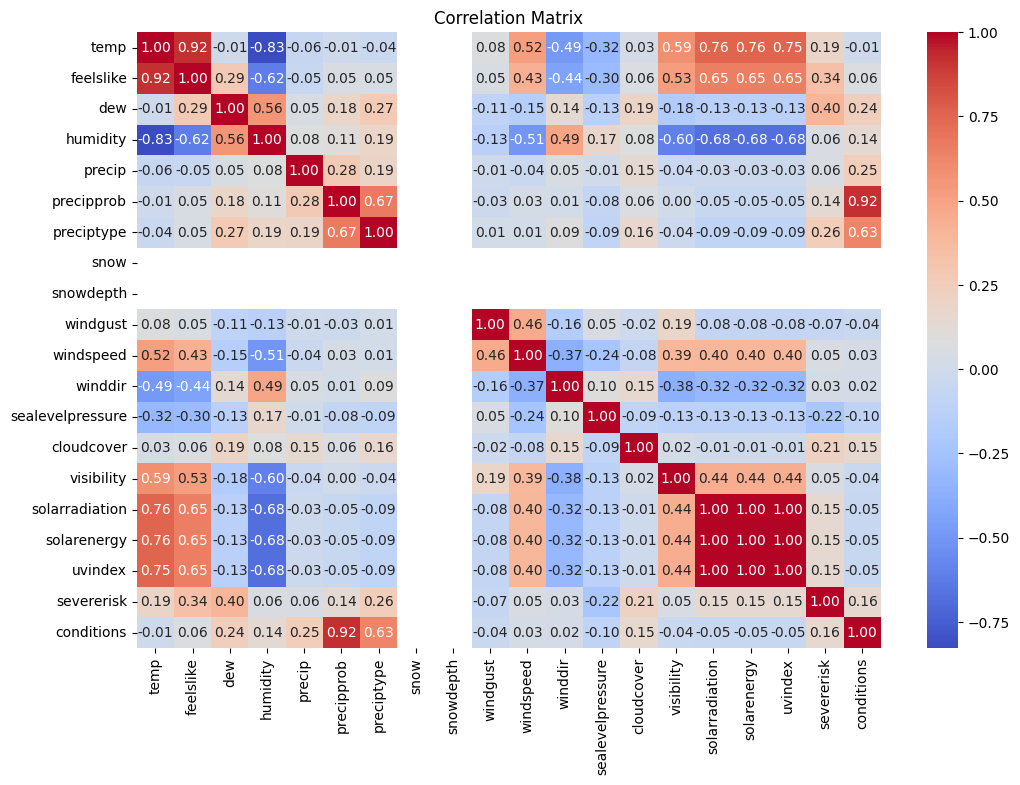 Correlation Matrix
temp 1.00 0.92 -0.01 -0.83 -0.06 -0.01 -0.04 0.08 0.52 -0.49 -0.32 0.03 0.59 0.76 0.76 0.75 0.19 -0.01
feelslike 0.92 1.00 0.29 -0.62 -0.05 0.05 0.05 0.05 0.43 -0.44 -0.30 0.06 0.53 0.65 0.65 0.65 0.34 0.06
dew -0.01 0.29 1.00 0.56 0.05 0.18 0.27 -0.11 -0.15 0.14 -0.13 0.19 -0.18 -0.13 -0.13 -0.13 0.40 0.24
humidity -0.83 -0.62 0.56 1.00 0.08 0.11 0.19 -0.13 -0.51 0.49 0.17 0.08 -0.60 -0.68 -0.68 -0.68 0.06 0.14
precip -0.06 -0.05 0.05 0.08 1.00 0.28 0.19 -0.01 -0.04 0.05 -0.01 0.15 -0.04 -0.03 -0.03 -0.03 0.06 0.25
precipprob -0.01 0.05 0.18 0.11 0.28 1.00 0.67 -0.03 0.03 0.01 -0.08 0.06 0.00 -0.05 -0.05 -0.05 0.14 0.92
preciptype -0.04 0.05 0.27 0.19 0.19 0.67 1.00 0.01 0.01 0.09 -0.09 0.16 -0.04 -0.09 -0.09 -0.09 0.26 0.63
snow
snowdepth
windgust 0.08 0.05 -0.11 -0.13 -0.01 -0.03 0.01 1.00 0.46 -0.16 0.05 -0.02 0.19 -0.08 -0.08 -0.08 -0.07 -0.04
windspeed 0.52 0.43 -0.15 -0.51 -0.04 0.03 0.01 0.46 1.00 -0.37 -0.24 -0.08 0.39 0.40 0.40 0.40 0.05 0.03
winddir -0.49 -0.44 0.14 0.49 0.05 0.01 0.09 -0.16 -0.37 1.00 0.10 0.15 -0.38 -0.32 -0.32 -0.32 0.03 0.02
sealevelpressure -0.32 -0.30 -0.13 0.17 -0.01 -0.08 -0.09 0.05 -0.24 0.10 1.00 -0.09 -0.13 -0.13 -0.13 -0.13 -0.22 -0.10
cloudcover 0.03 0.06 0.19 0.08 0.15 0.06 0.16 -0.02 -0.08 0.15 -0.09 1.00 0.02 -0.01 -0.01 -0.01 0.21 0.15
visibility 0.59 0.53 -0.18 -0.60 -0.04 0.00 -0.04 0.19 0.39 -0.38 -0.13 0.02 1.00 0.44 0.44 0.44 0.05 -0.04
solarradiation 0.76 0.65 -0.13 -0.68 -0.03 -0.05 -0.09 -0.08 0.40 -0.32 -0.13 -0.01 0.44 1.00 1.00 1.00 0.15 -0.05
solarenergy 0.76 0.65 -0.13 -0.68 -0.03 -0.05 -0.09 -0.08 0.40 -0.32 -0.13 -0.01 0.44 1.00 1.00 1.00 0.15 -0.05
uvindex 0.75 0.65 -0.13 -0.68 -0.03 -0.05 -0.09 -0.08 0.40 -0.32 -0.13 -0.01 0.44 1.00 1.00 1.00 0.15 -0.05
severerisk 0.19 0.34 0.40 0.06 0.06 0.14 0.26 -0.07 0.05 0.03 -0.22 0.21 0.05 0.15 0.15 0.15 1.00 0.16
conditions -0.01 0.06 0.24 0.14 0.25 0.92 0.63 -0.04 0.03 0.02 -0.10 0.15 -0.04 -0.05 -0.05 -0.05 0.16 1.00
temp
feelslike
dew
humidity
precip
precipprob
preciptype
snow
snowdepth
windgust
windspeed
winddir
sealevelpressure
cloudcover
visibility
solarradiation
solarenergy
uvindex
severerisk
conditions
1.00
0.75
0.50
0.25
0.00
−0.25
−0.50
−0.75